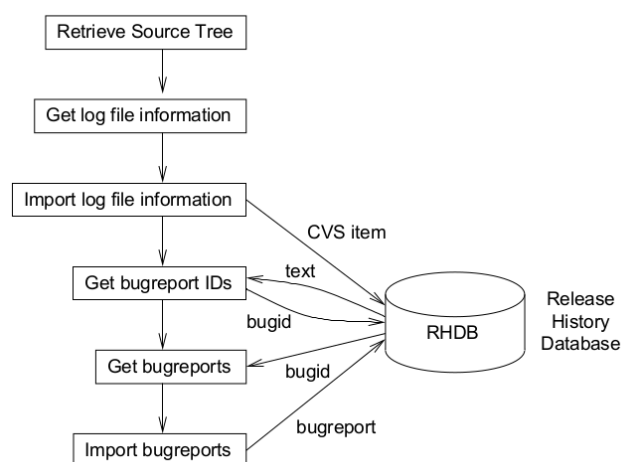 Retrieve Source Tree
Get log file information
Import log file information
CVS item
text
Get bugreport IDs
bugid
RHDB
Release
History
Database
Get bugreports
bugid
bugreport
Import bugreports